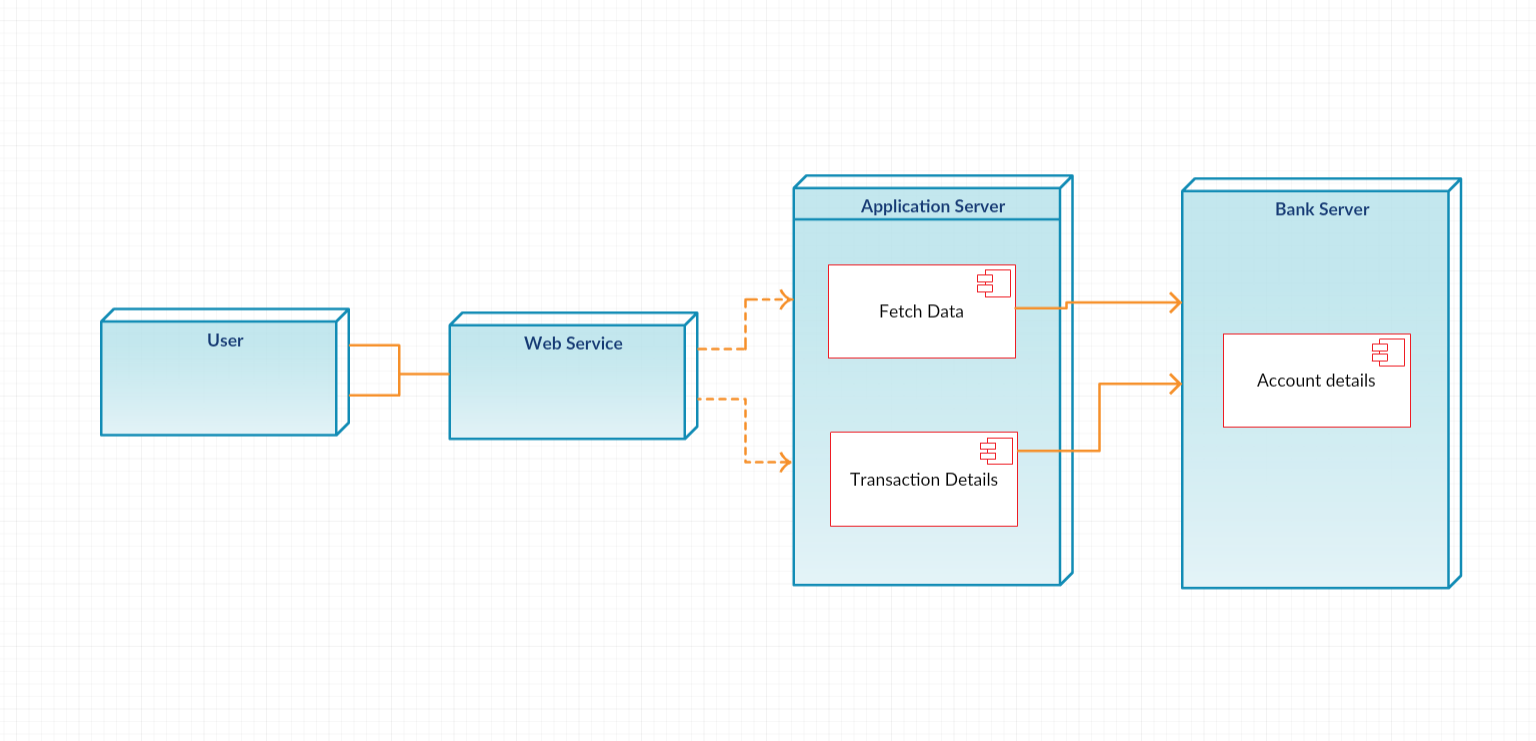 User
Web Service
Application Server
Fetch Data
Transaction Details
Bank Server
Account details